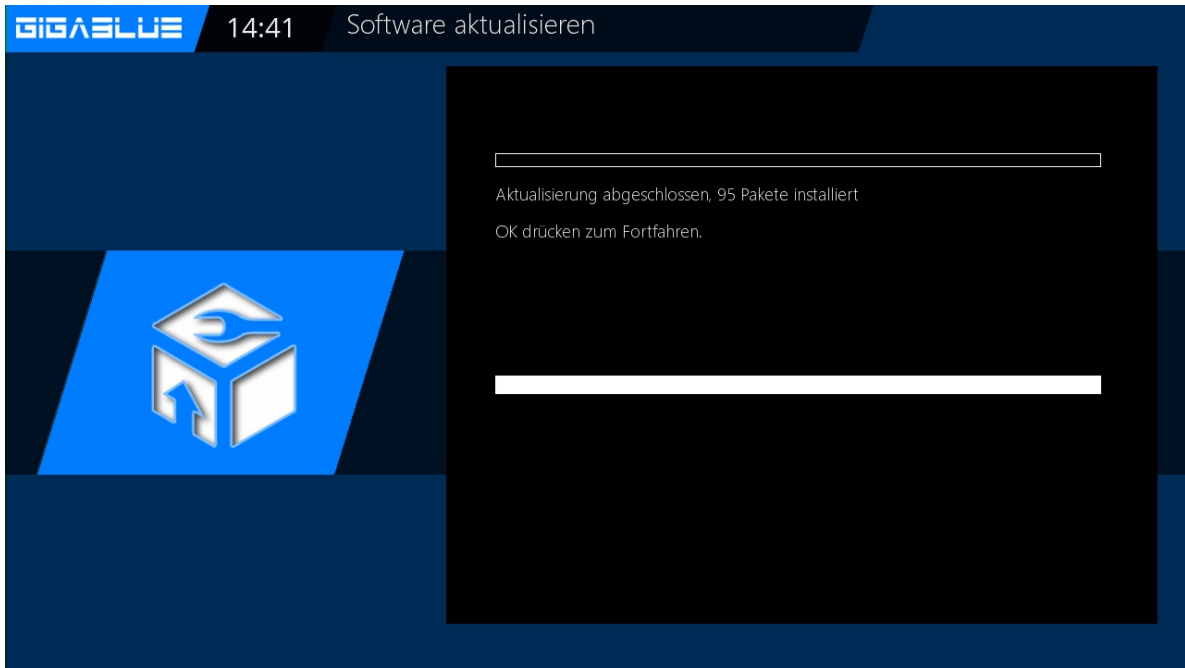 GIGABLUE
14:41
Software aktualisieren
Aktualisierung abgeschlossen, 95 Pakete installiert
OK drücken zum Fortfahren.